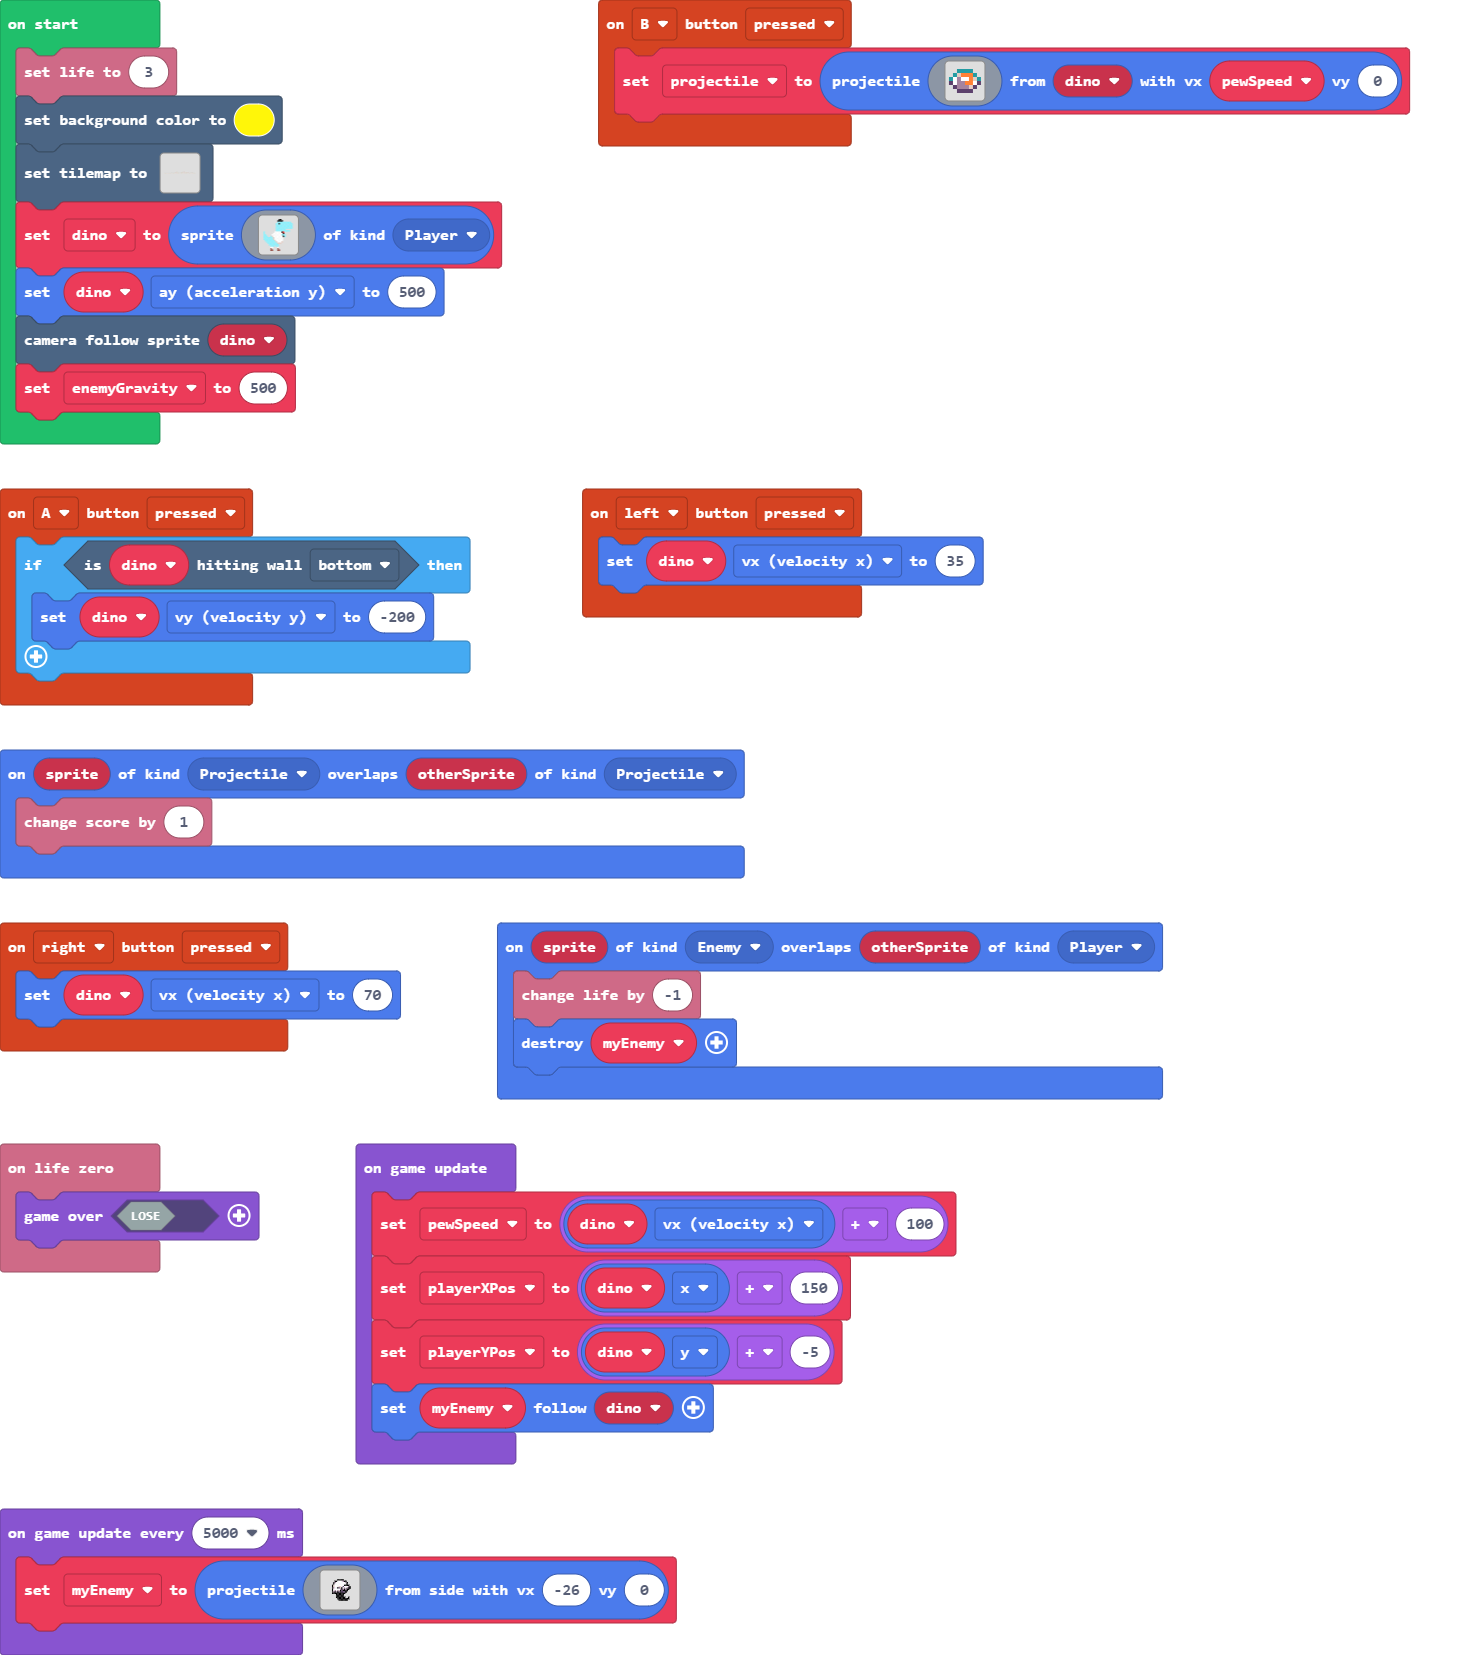 on start
set life to 3
set background color to
set tilemap to
set dino to sprite of kind Player
set dino ay (acceleration y) to 500
camera follow sprite dino
set enemyGravity to 500
on B button pressed
set projectile to projectile from dino with vx pewSpeed vy 0
on A button pressed
if is dino hitting wall bottom then
set dino vy (velocity y) to -200
on left button pressed
set dino vx (velocity x) to 35
on sprite of kind Projectile overlaps otherSprite of kind Projectile
change score by 1
on right button pressed
set dino vx (velocity x) to 70
on sprite of kind Enemy overlaps otherSprite of kind Player
change life by -1
destroy myEnemy
on life zero
game over LOSE
on game update
set pewSpeed to dino vx (velocity x) + 100
set playerXPos to dino x + 150
set playerYPos to dino y + -5
set myEnemy follow dino
on game update every 5000 ms
set myEnemy to projectile from side with vx -26 vy 0